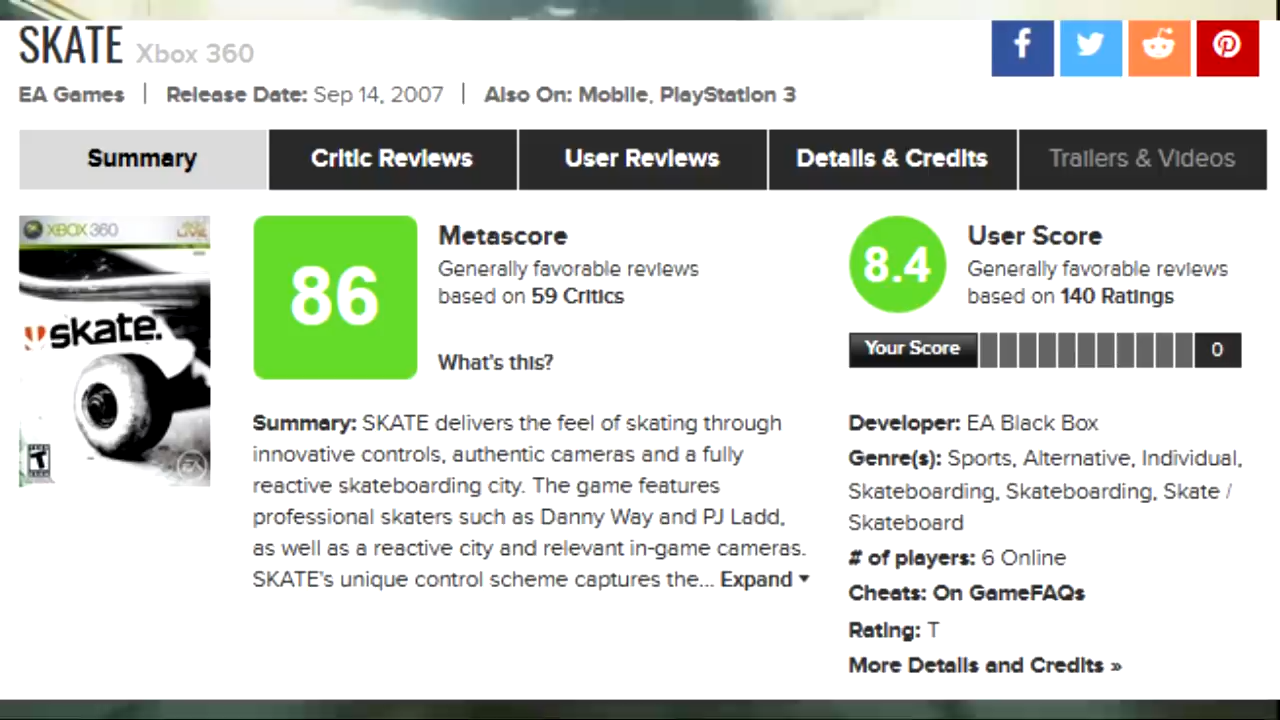 SKATE Xbox 360
EA Games | Release Date: Sep 14, 2007 | Also On: Mobile, PlayStation 3
Summary
Critic Reviews
User Reviews
Details & Credits
Trailers & Videos
XBOX 360 LIVE
skate.
T
EA
86
Metascore
Generally favorable reviews
based on 59 Critics
What's this?
8.4
User Score
Generally favorable reviews
based on 140 Ratings
Your Score
0
Summary: SKATE delivers the feel of skating through
innovative controls, authentic cameras and a fully
reactive skateboarding city. The game features
professional skaters such as Danny Way and PJ Ladd,
as well as a reactive city and relevant in-game cameras.
SKATE's unique control scheme captures the... Expand
Developer: EA Black Box
Genre(s): Sports, Alternative, Individual,
Skateboarding, Skateboarding, Skate /
Skateboard
# of players: 6 Online
Cheats: On GameFAQs
Rating: T
More Details and Credits »